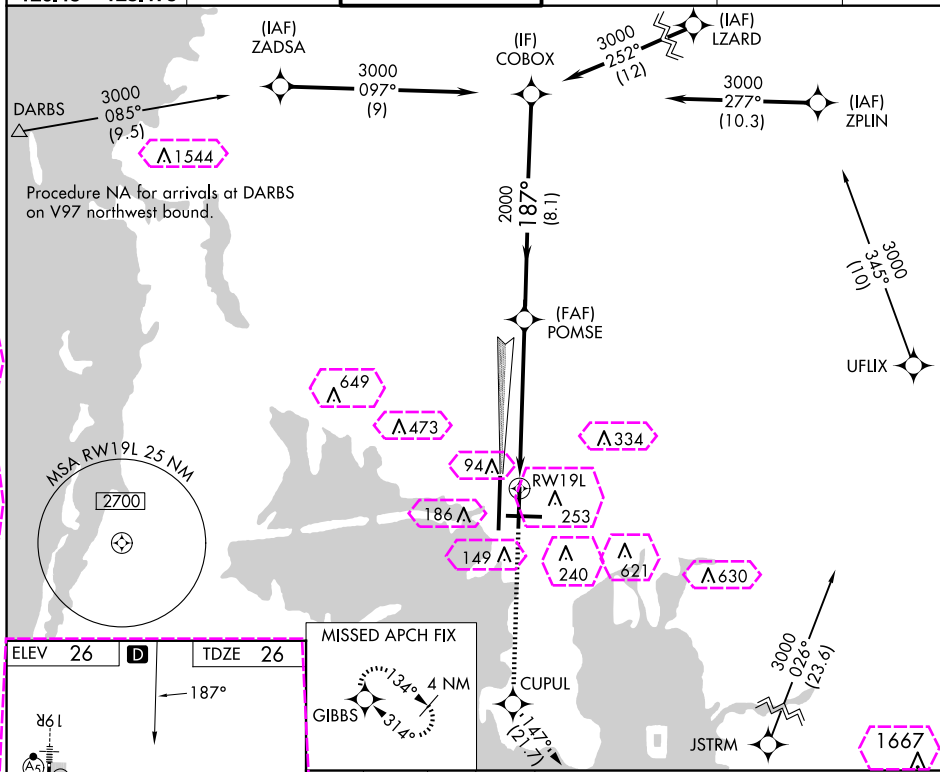 (IAF)
ZADSA
(IF)
COBOX
3000
252°
(12)
(IAF)
LZARD
DARBS
3000
085°
(9.5)
3000
097°
(9)
3000
277°
(10.3)
(IAF)
ZPLIN
1544
Procedure NA for arrivals at DARBS
on V97 northwest bound.
2000
187°
(8.1)
3000
345°
(10)
(FAF)
POMSE
UFLIX
649
473
334
94
RW19L
253
186
149
240
621
630
MSA RW19L 25 NM
2700
ELEV 26
D
TDZE 26
187°
19R
A5
MISSED APCH FIX
GIBBS
134°
314°
4 NM
CUPUL
147°
(21.7)
3000
026°
(23.6)
JSTRM
1667